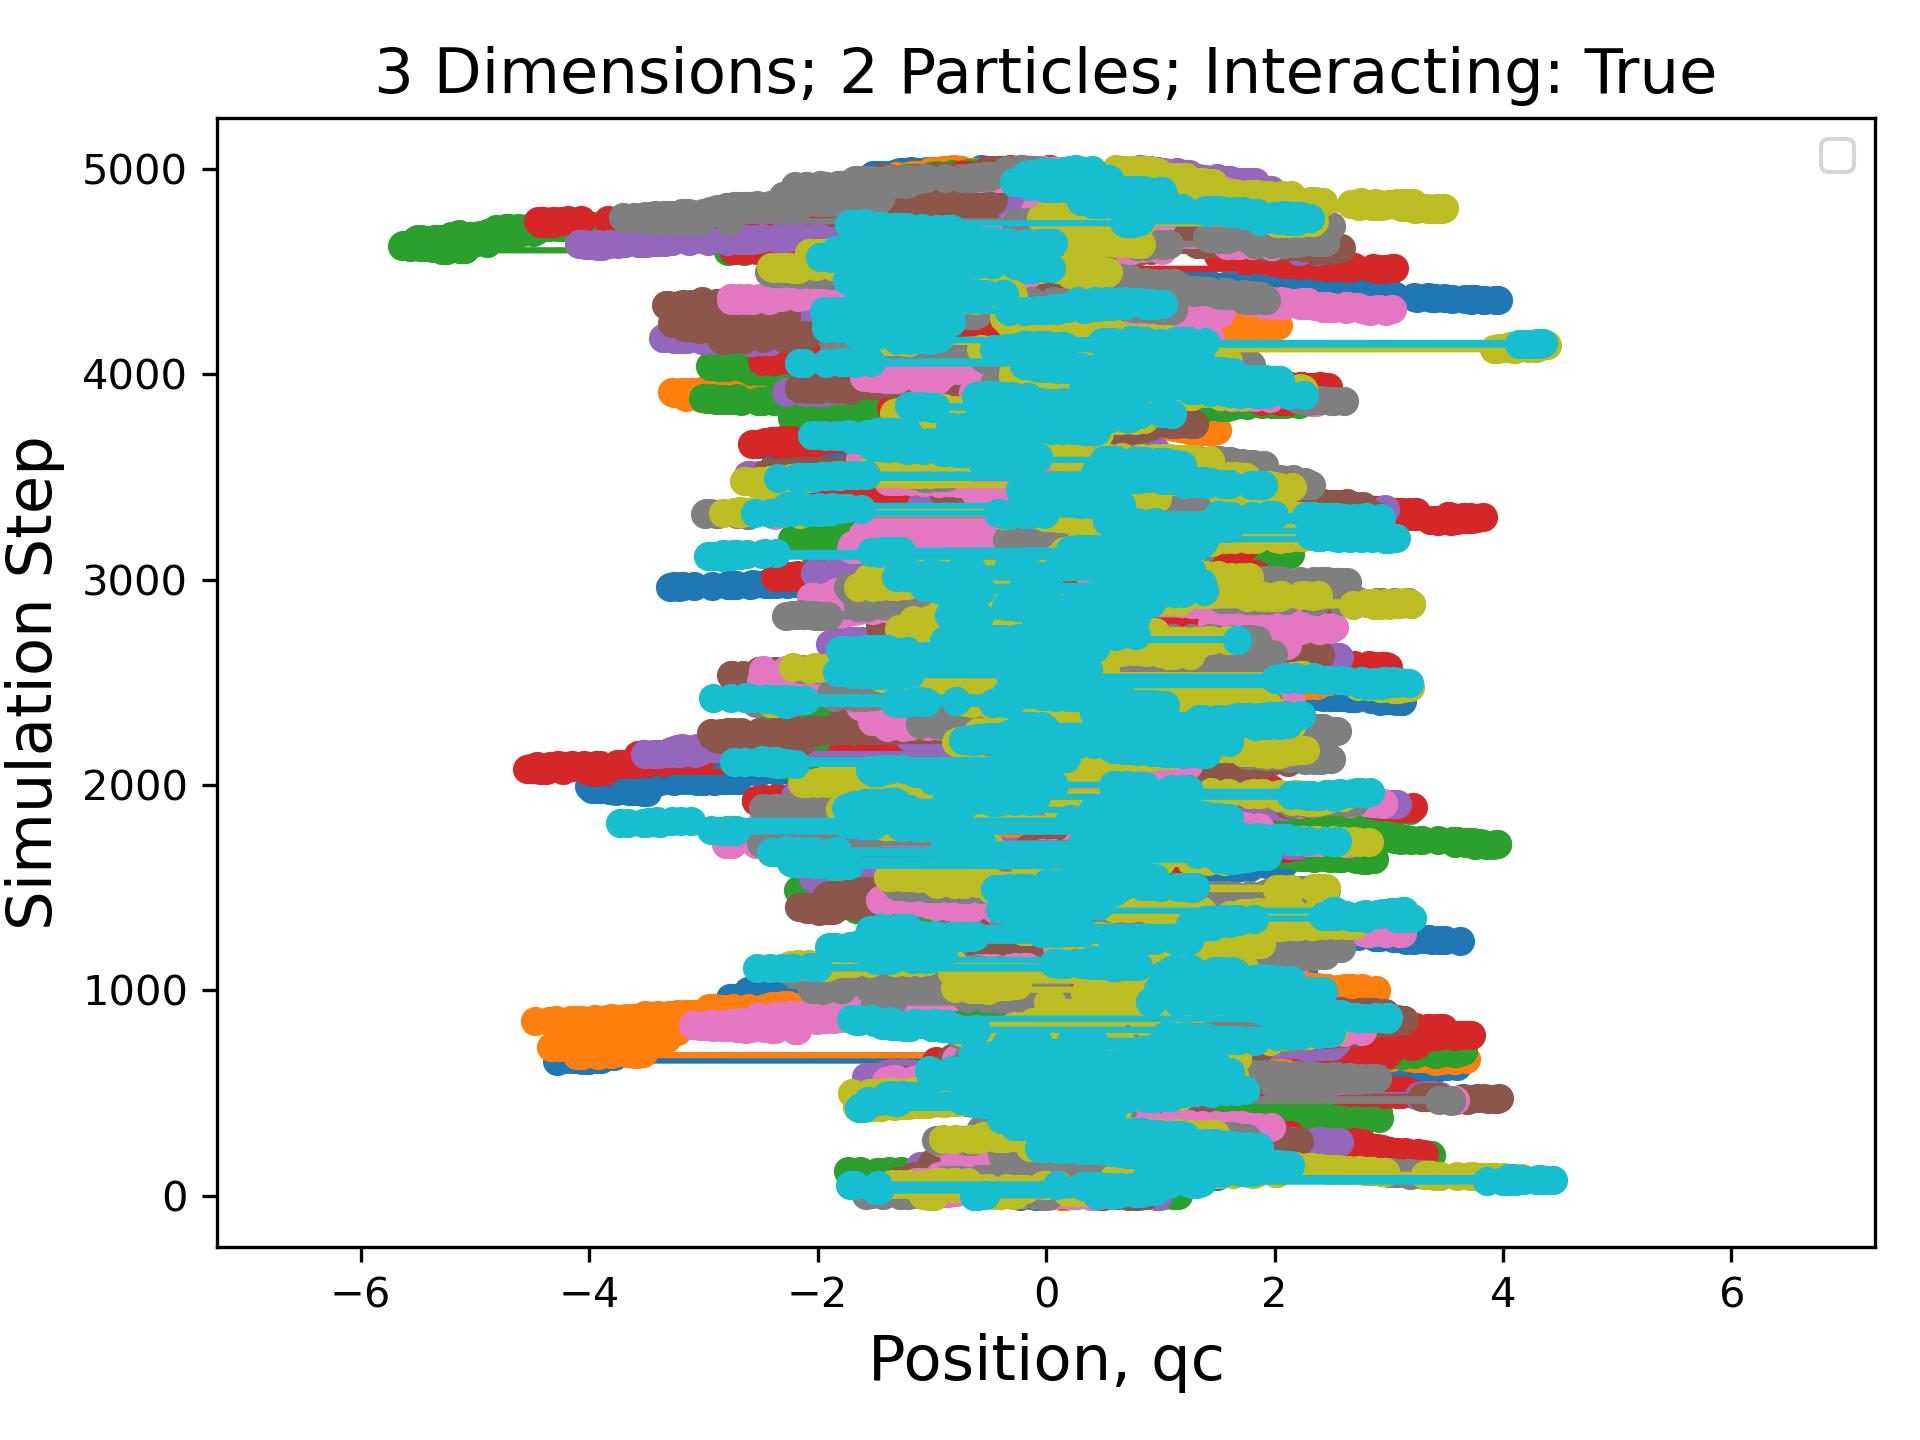 3 Dimensions; 2 Particles; Interacting: True
5000
4000
3000
2000
1000
0
Simulation Step
−6 −4 −2 0 2 4 6
Position, qc